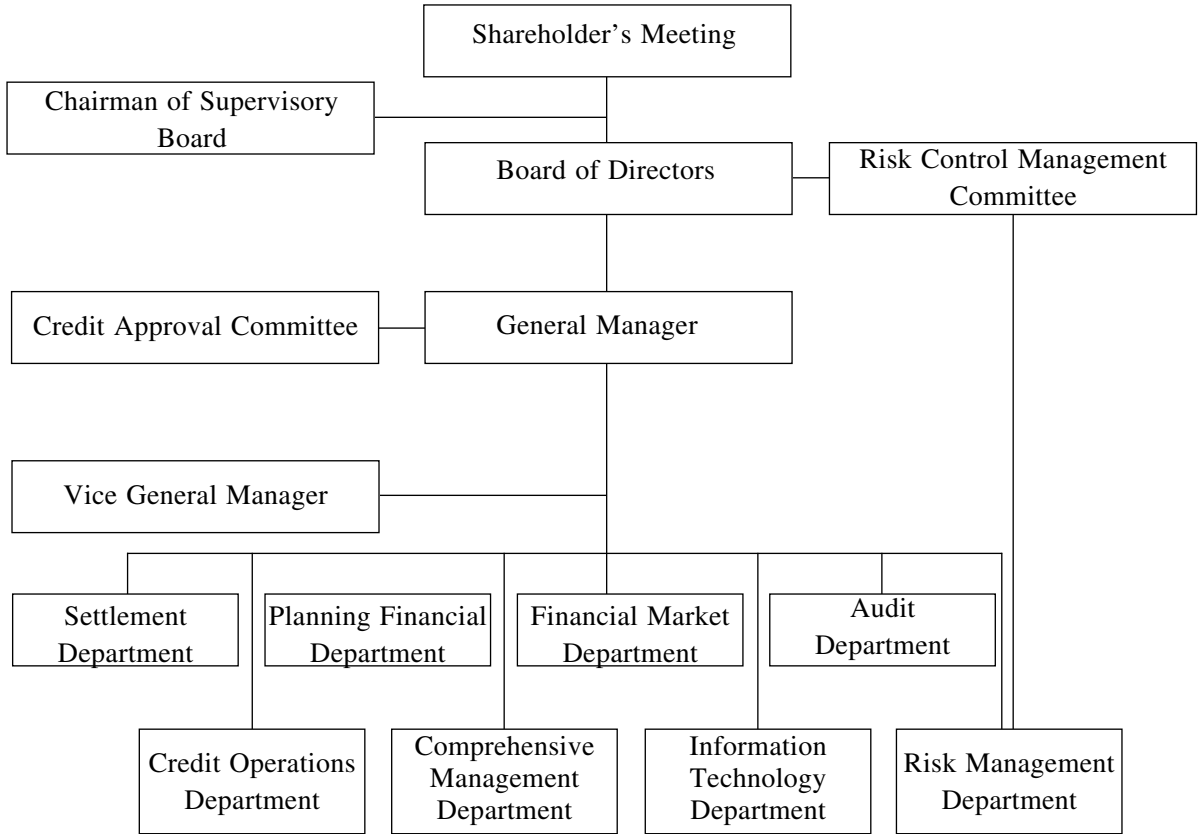 Shareholder’s Meeting
Chairman of Supervisory
Board
Board of Directors
Risk Control Management
Committee
Credit Approval Committee
General Manager
Vice General Manager
Settlement
Department
Planning Financial
Department
Financial Market
Department
Audit
Department
Credit Operations
Department
Comprehensive
Management
Department
Information
Technology
Department
Risk Management
Department